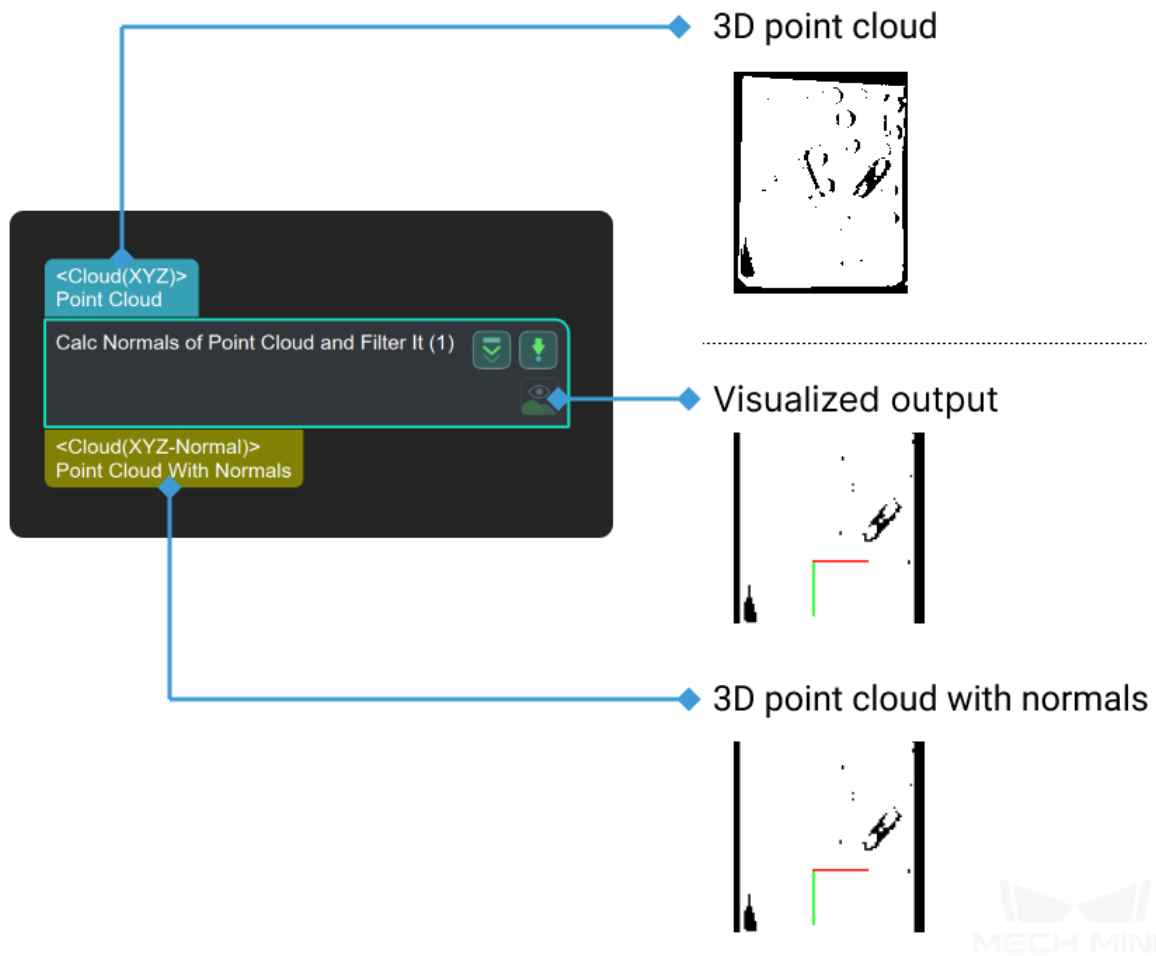 3D point cloud
<Cloud(XYZ)>
Point Cloud
Calc Normals of Point Cloud and Filter It (1)
Visualized output
<Cloud(XYZ-Normal)>
Point Cloud With Normals
3D point cloud with normals
MECH MIN